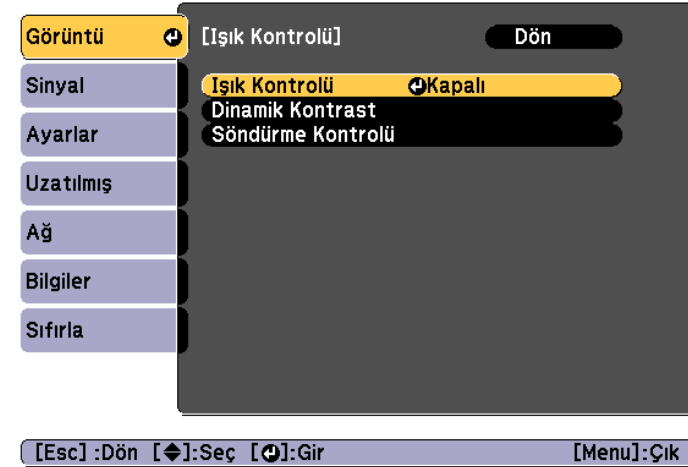 Görüntü
[Işık Kontrolü] Dön
Sinyal
Işık Kontrolü Kapalı
Dinamik Kontrast
Ayarlar
Söndürme Kontrolü
Uzatılmış
Ağ
Bilgiler
Sıfırla
[Esc] :Dön [◆]:Seç [↵]:Gir [Menu]:Çık